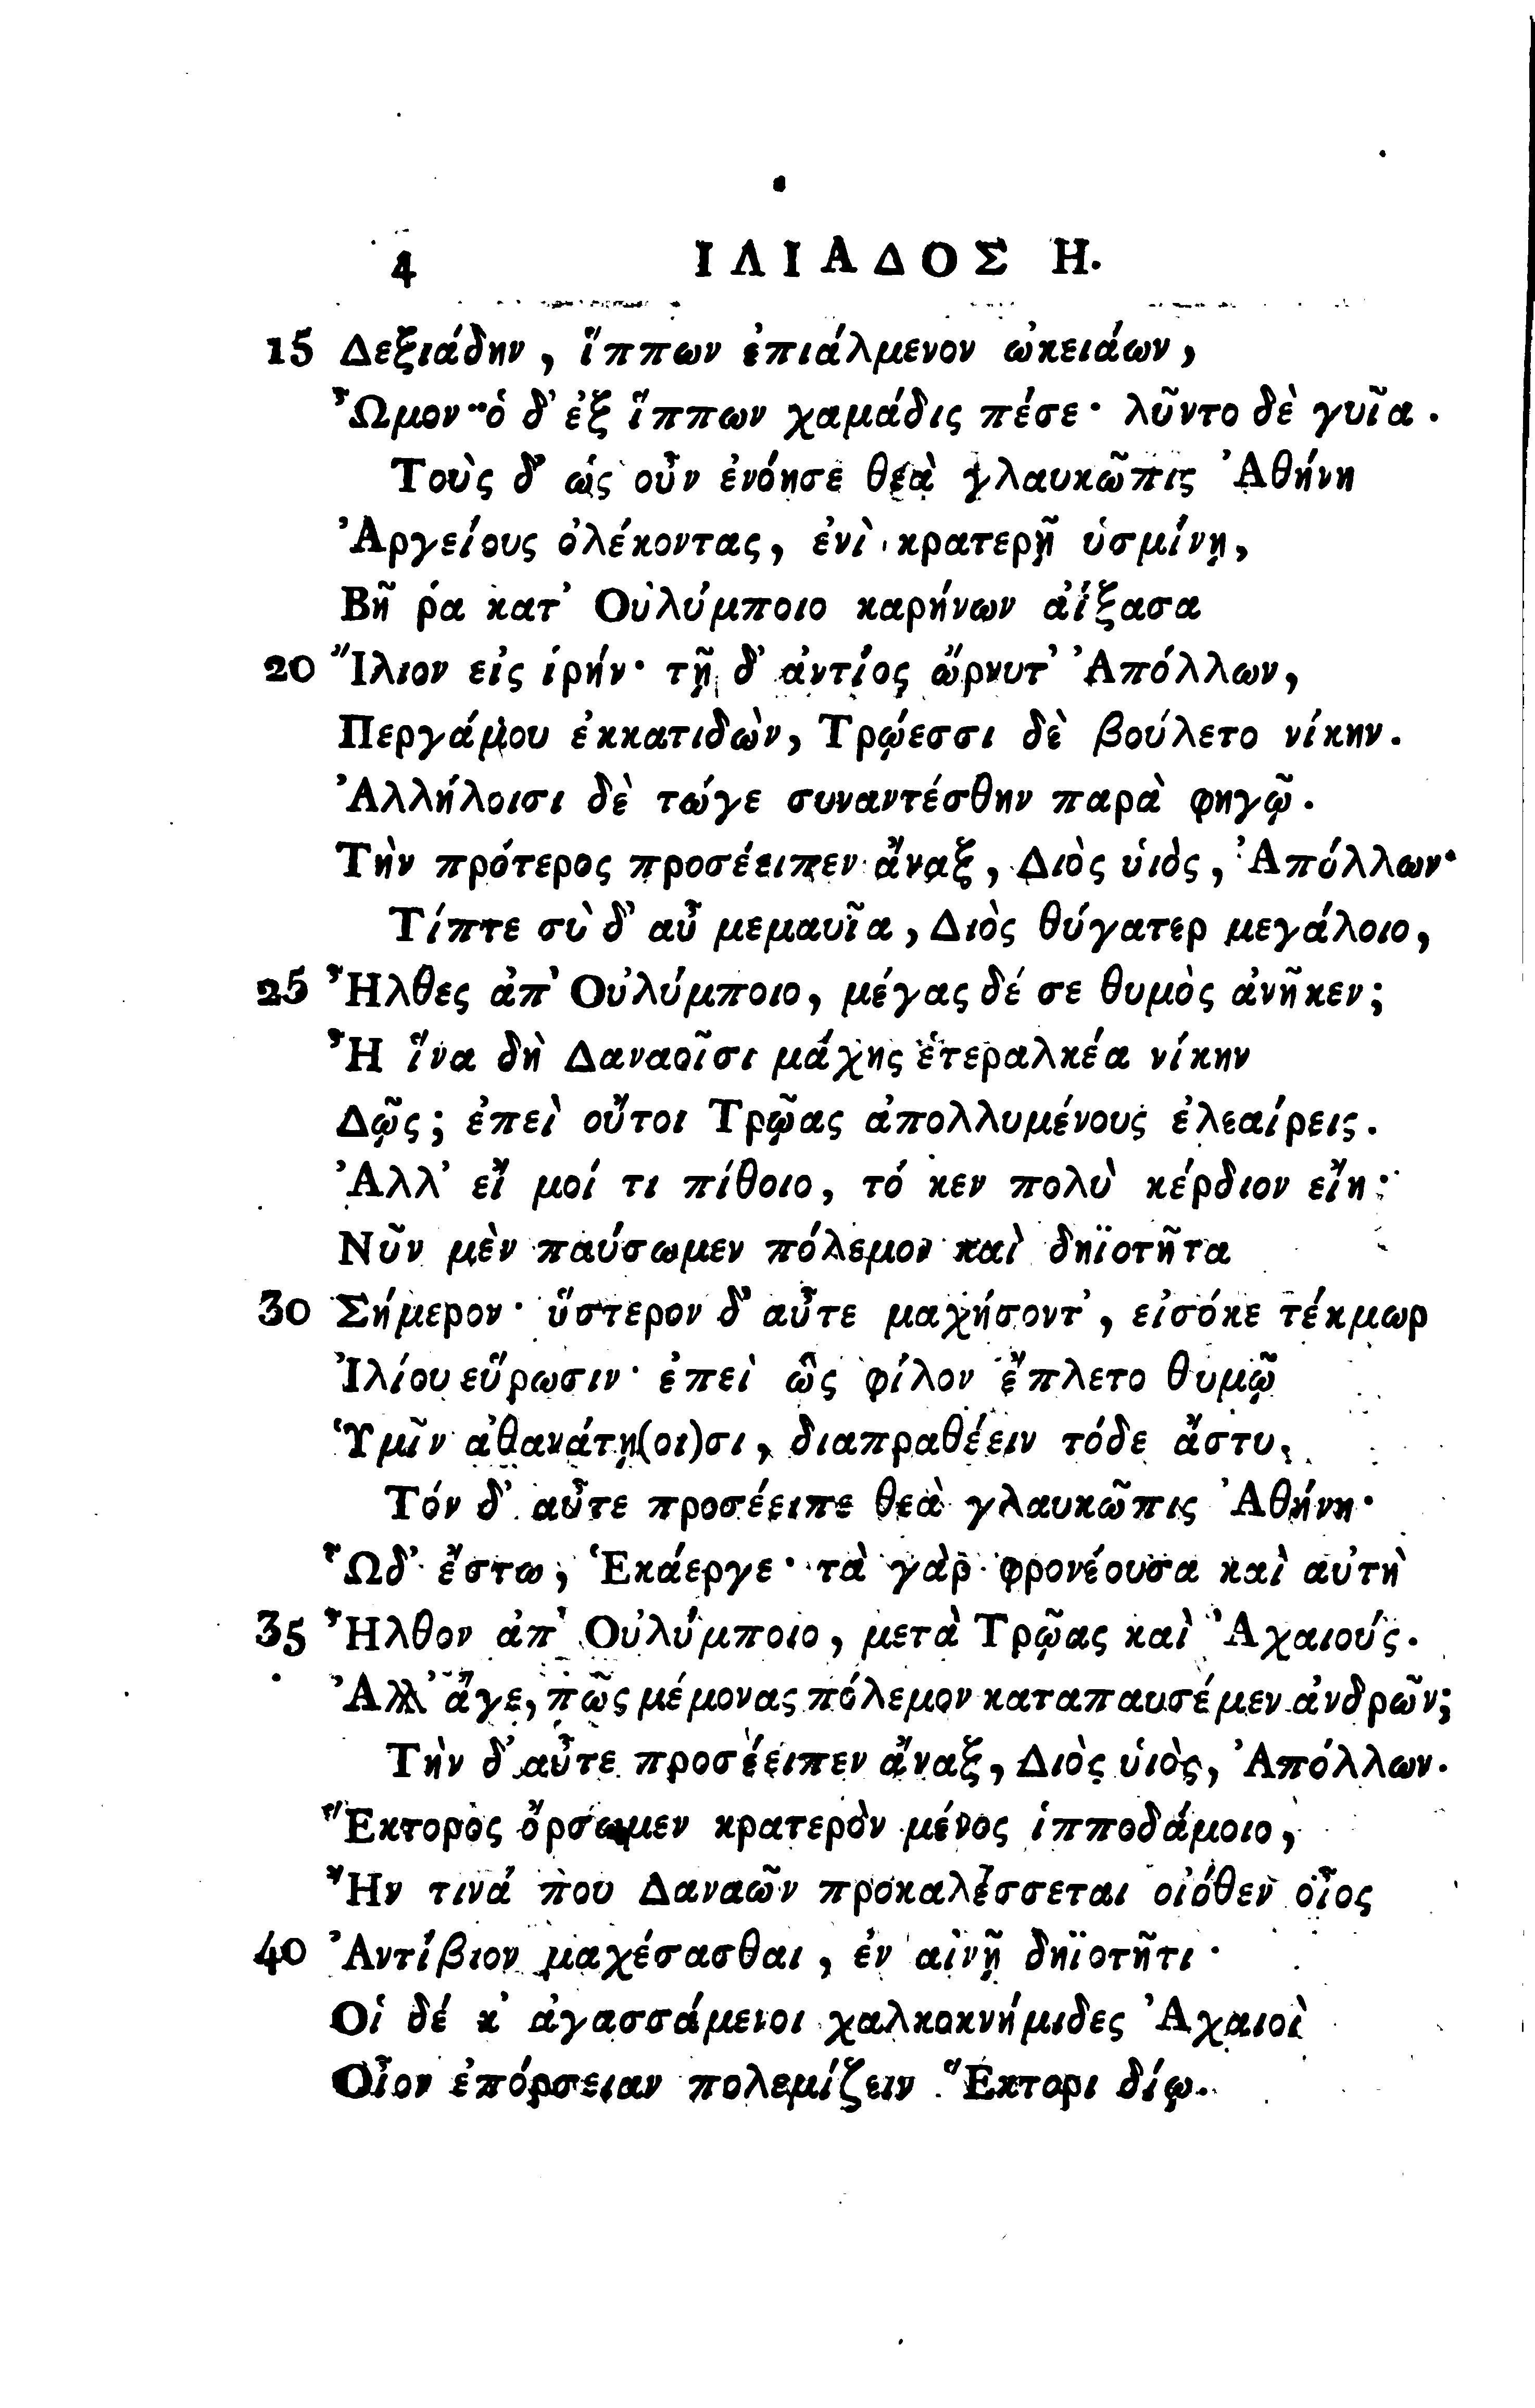 4 ΙΛΙΑΔΟΣ Η.
15 Δεξιάδην, ἵππων ἐπιάλμενον ὠκειάων,
Ὦμον· ὁ δ' ἐξ ἵππων χαμάδις πέσε· λῦντο δὲ γυῖα.
Τοὺς δ' ὡς οὖν ἐνόησε θεὰ γλαυκῶπις Ἀθήνη
Ἀργείους ὀλέκοντας, ἐνὶ κρατερῇ ὑσμίνῃ,
Βῆ ῥα κατ' Οὐλύμποιο καρήνων ἀΐξασα
20 Ἴλιον εἰς ἱρήν· τῇ δ' ἀντίος ὤρνυτ' Ἀπόλλων,
Περγάμου ἐκκατιδὼν, Τρώεσσι δὲ βούλετο νίκην.
Ἀλλήλοισι δὲ τώγε συναντέσθην παρὰ φηγῷ.
Τὴν πρότερος προσέειπεν ἄναξ, Διὸς υἱὸς, Ἀπόλλων·
Τίπτε σὺ δ' αὖ μεμαυῖα, Διὸς θύγατερ μεγάλοιο,
25 Ἦλθες ἀπ' Οὐλύμποιο, μέγας δέ σε θυμὸς ἀνῆκεν;
Ἦ ἵνα δὴ Δαναοῖσι μάχης ἑτεραλκέα νίκην
Δῷς; ἐπεὶ οὔτοι Τρῶας ἀπολλυμένους ἐλεαίρεις.
Ἀλλ' εἴ μοί τι πίθοιο, τό κεν πολὺ κέρδιον εἴη·
Νῦν μὲν παύσωμεν πόλεμον καὶ δηϊοτῆτα
30 Σήμερον· ὕστερον δ' αὖτε μαχήσοντ', εἰσόκε τέκμωρ
Ἰλίου εὕρωσιν· ἐπεὶ ὣς φίλον ἔπλετο θυμῷ
Ὑμῖν ἀθανάτῃ(οι)σι, διαπραθέειν τόδε ἄστυ.
Τόν δ' αὖτε προσέειπε θεὰ γλαυκῶπις Ἀθήνη·
Ὧδ' ἔστω, Ἑκάεργε· τὰ γὰρ φρονέουσα καὶ αὐτὴ
35 Ἦλθον ἀπ' Οὐλύμποιο, μετὰ Τρῶας καὶ Ἀχαιούς.
Ἀλλ' ἄγε, πῶς μέμονας πόλεμον καταπαυσέμεν ἀνδρῶν;
Τὴν δ' αὖτε προσέειπεν ἄναξ, Διὸς υἱὸς, Ἀπόλλων.
Ἕκτορος ὄρσωμεν κρατερὸν μένος ἱπποδάμοιο,
Ἤν τινά που Δαναῶν προκαλέσσεται οἰόθεν οἶος
40 Ἀντίβιον μαχέσασθαι, ἐν αἰνῇ δηϊοτῆτι·
Οἱ δέ κ' ἀγασσάμενοι χαλκοκνήμιδες Ἀχαιοὶ
Οἶον ἐπόρσειαν πολεμίζειν Ἕκτορι δίῳ.